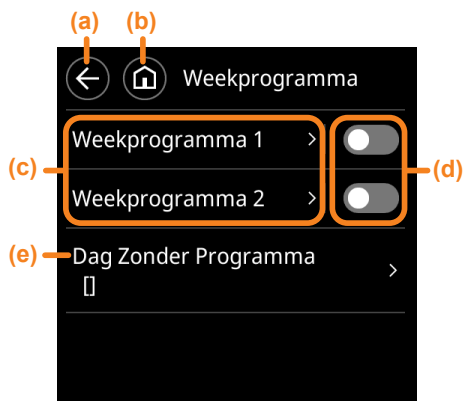 (a)
(b)
Weekprogramma
(c)
Weekprogramma 1 >
(d)
Weekprogramma 2 >
(e)
Dag Zonder Programma >
[]